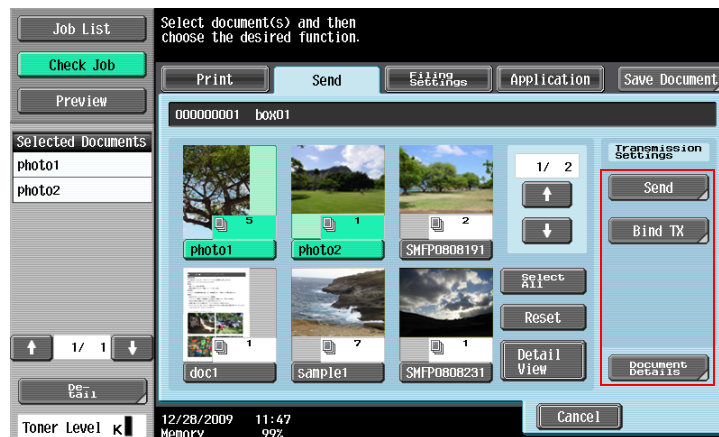 Job List
Check Job
Preview
Selected Documents
photo1
photo2
1/ 1
De-
tail
Toner Level K
Select document(s) and then
choose the desired function.
Print
Send
Filing
Settings
Application
Save Document
000000001 box01
5
photo1
1
photo2
2
SMFP0808191
1
doc1
7
sample1
1
SMFP0808231
1/ 2
Select
All
Reset
Detail
View
Transmission
Settings
Send
Bind TX
Document
Details
12/28/2009 11:47
Memory 99%
Cancel